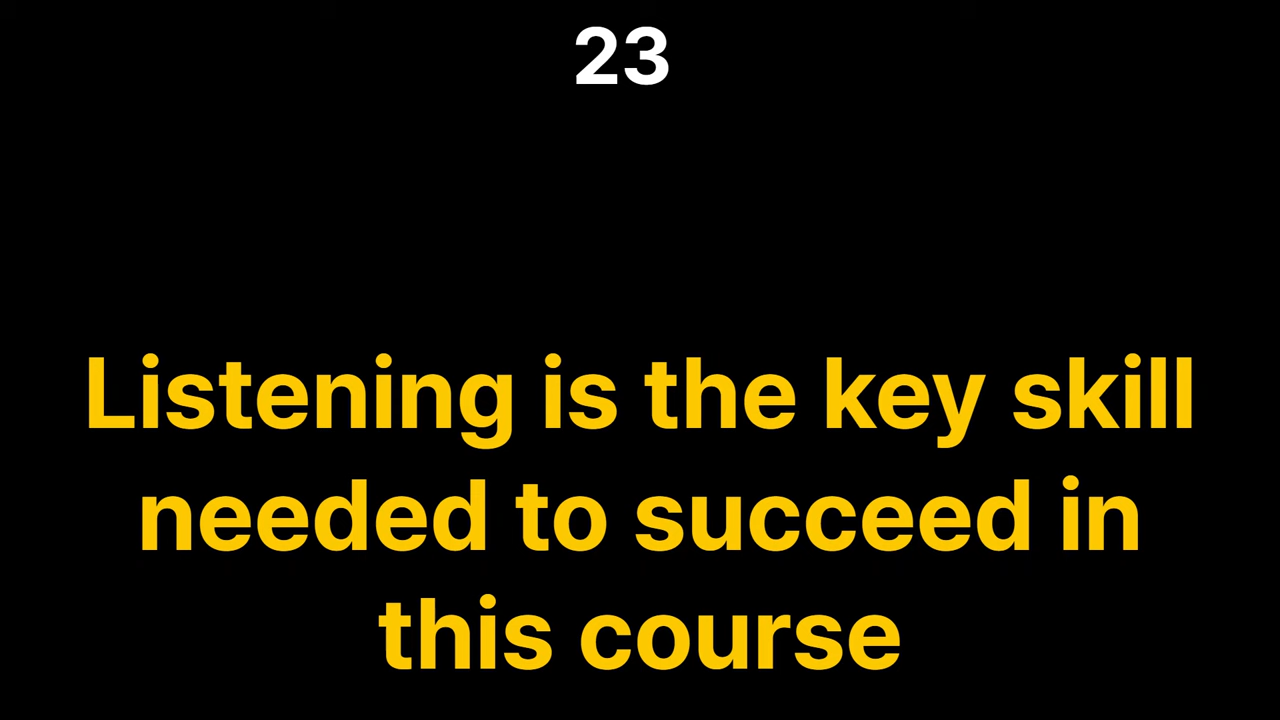 23
Listening is the key skill
needed to succeed in
this course